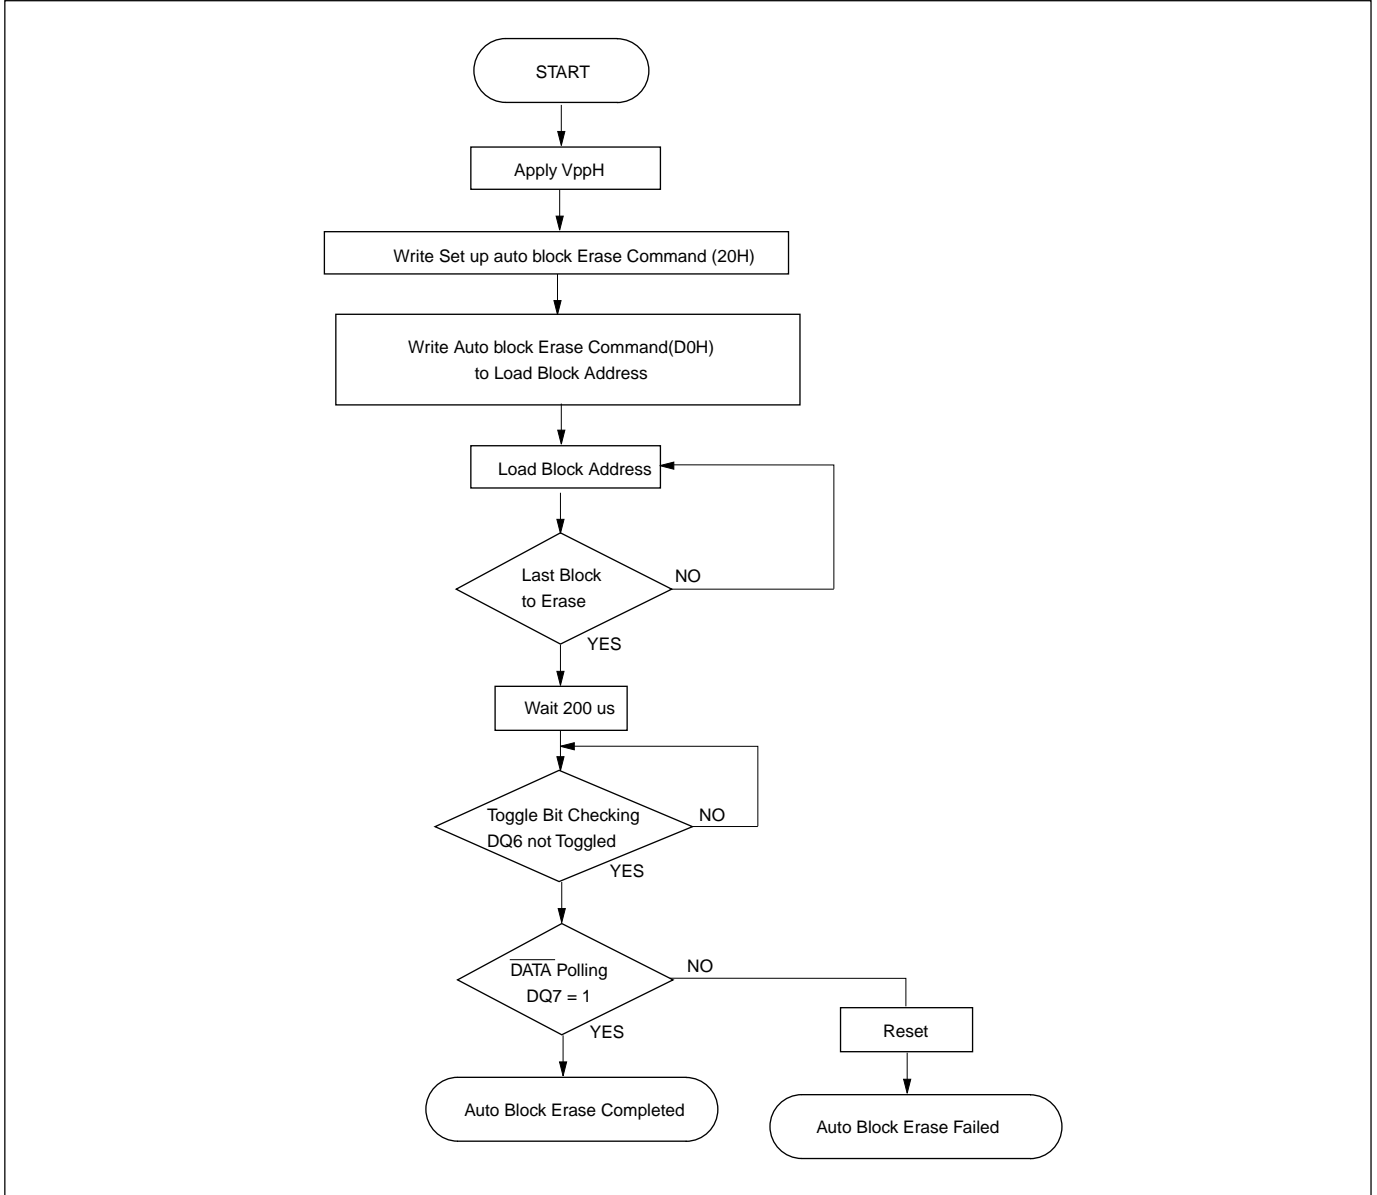 START
Apply VppH
Write Set up auto block Erase Command (20H)
Write Auto block Erase Command(D0H)
to Load Block Address
Load Block Address
Last Block
to Erase
NO
YES
Wait 200 us
Toggle Bit Checking
DQ6 not Toggled
NO
YES
DATA Polling
DQ7 = 1
NO
YES
Reset
Auto Block Erase Completed
Auto Block Erase Failed